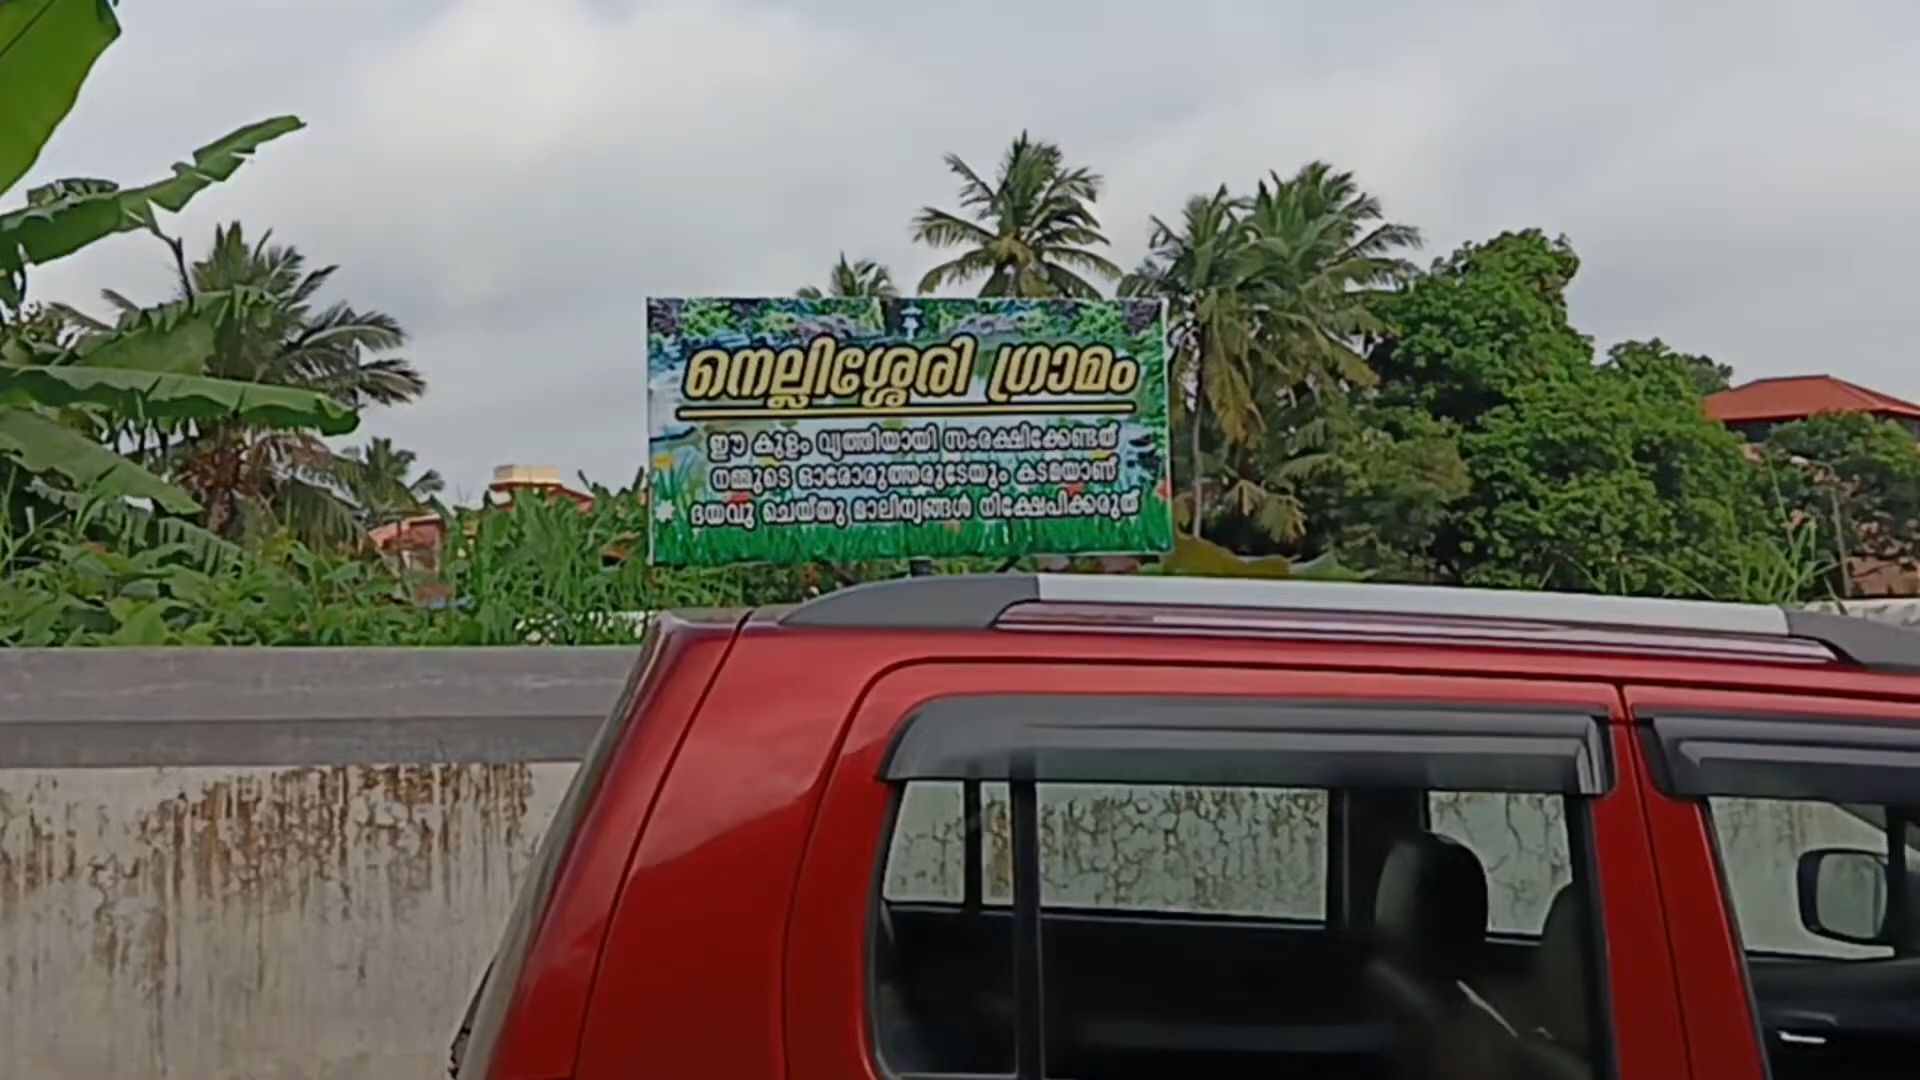 നെല്ലിശ്ശേരി ഗ്രാമം
ഈ കുളം വൃത്തിയായി സംരക്ഷിക്കേണ്ടത്
നമ്മുടെ ഓരോരുത്തരുടേയും കടമയാണ്
ദയവു ചെയ്തു മാലിന്യങ്ങൾ നിക്ഷേപിക്കരുത്